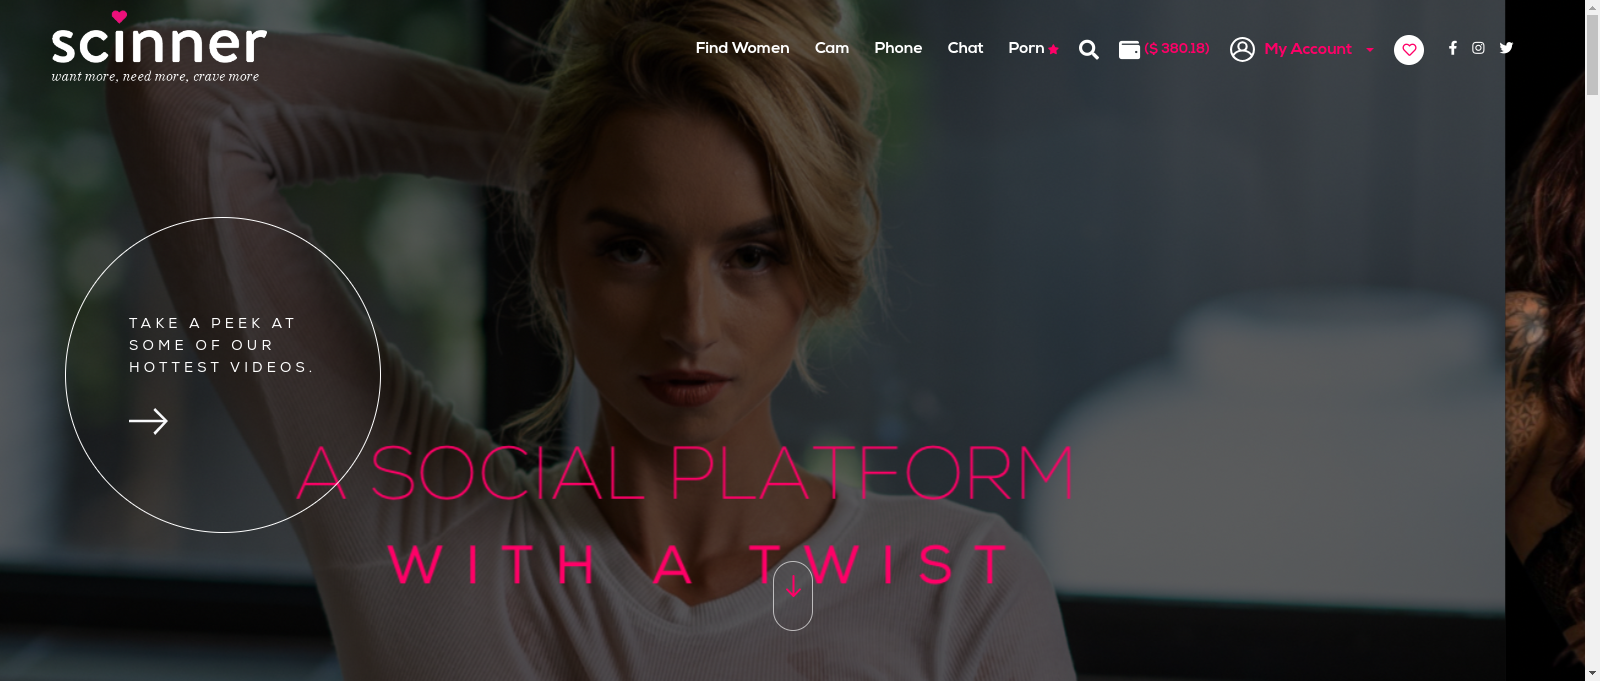 scinner
want more, need more, crave more
Find Women Cam Phone Chat Porn ($ 380.18) My Account
TAKE A PEEK AT
SOME OF OUR
HOTTEST VIDEOS.
A SOCIAL PLATFORM
WITH A TWIST